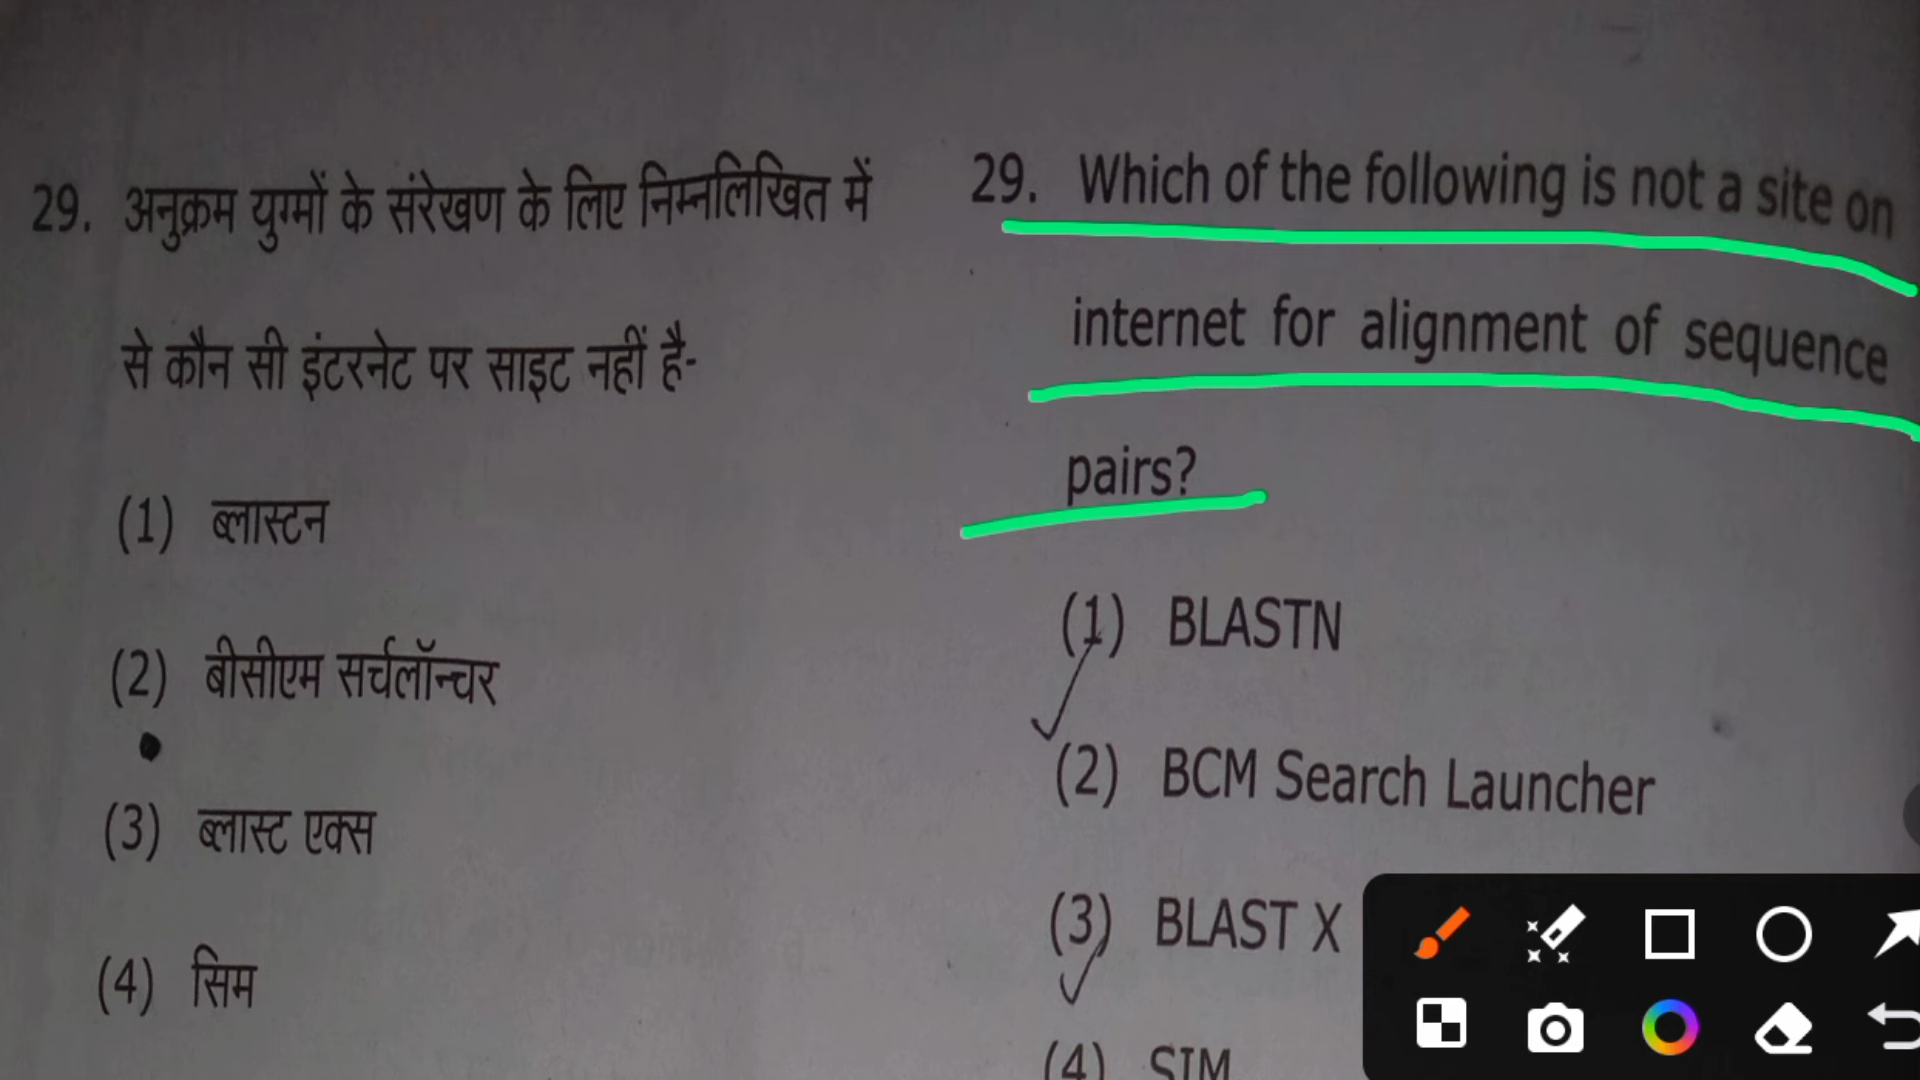 29. अनुक्रम युग्मों के संरेखण के लिए निम्नलिखित में
से कौन सी इंटरनेट पर साइट नहीं है-
(1) ब्लास्टन
(2) बीसीएम सर्चलॉन्चर
(3) ब्लास्ट एक्स
(4) सिम
29. Which of the following is not a site on
internet for alignment of sequence
pairs?
(1) BLASTN
(2) BCM Search Launcher
(3) BLAST X
(4) SIM